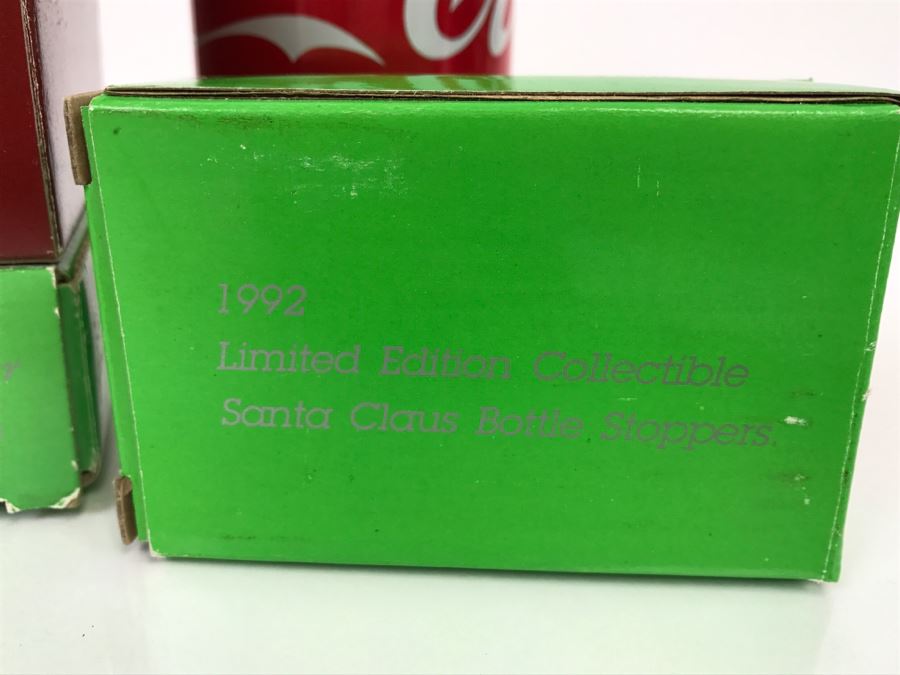 1992
Limited Edition Collectible
Santa Claus Bottle Stoppers.